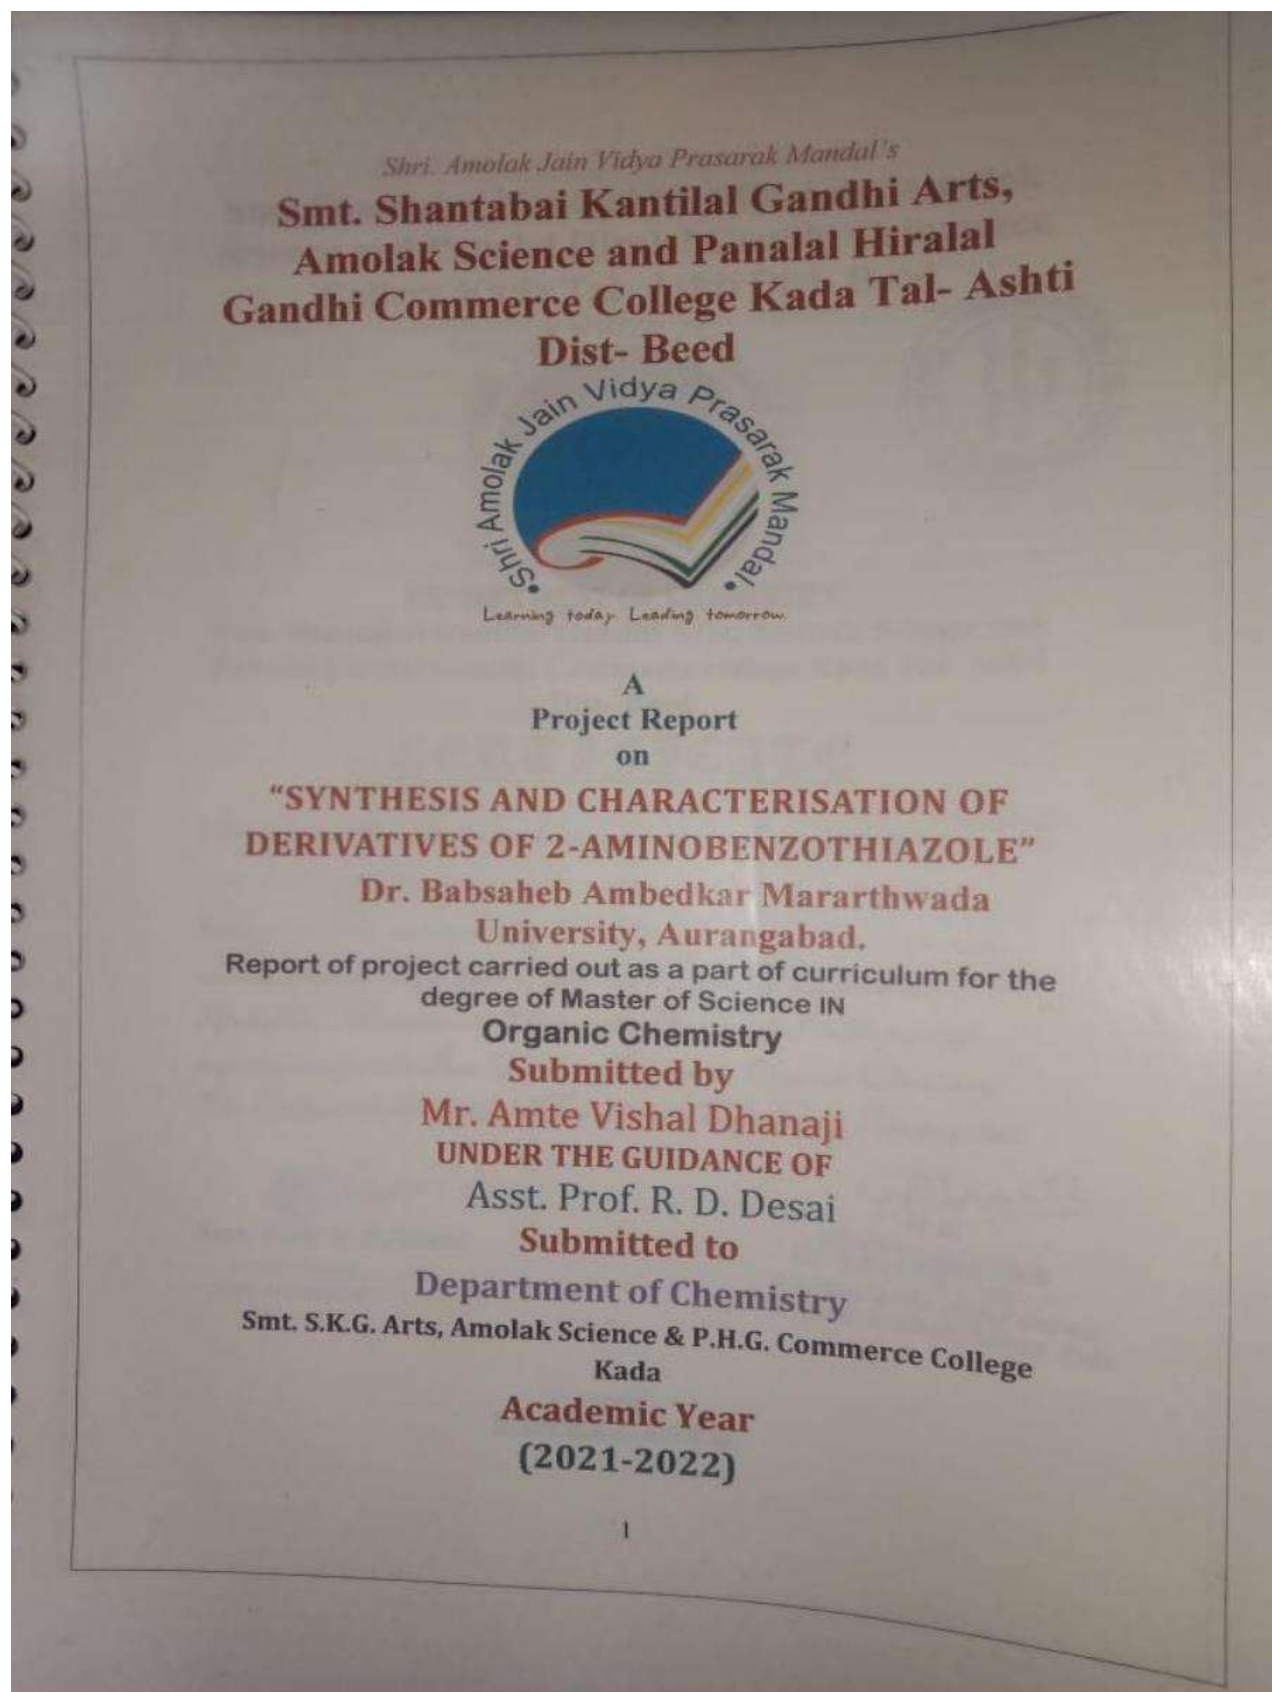 Shri. Amolak Jain Vidya Prasarak Mandal's
Smt. Shantabai Kantilal Gandhi Arts,
Amolak Science and Panalal Hiralal
Gandhi Commerce College Kada Tal- Ashti
Dist- Beed
• Shri Amolak Jain Vidya Prasarak Mandal •
Learning today Leading tomorrow.
A
Project Report
on
“SYNTHESIS AND CHARACTERISATION OF
DERIVATIVES OF 2-AMINOBENZOTHIAZOLE”
Dr. Babsaheb Ambedkar Mararthwada
University, Aurangabad.
Report of project carried out as a part of curriculum for the
degree of Master of Science IN
Organic Chemistry
Submitted by
Mr. Amte Vishal Dhanaji
UNDER THE GUIDANCE OF
Asst. Prof. R. D. Desai
Submitted to
Department of Chemistry
Smt. S.K.G. Arts, Amolak Science & P.H.G. Commerce College
Kada
Academic Year
(2021-2022)
1